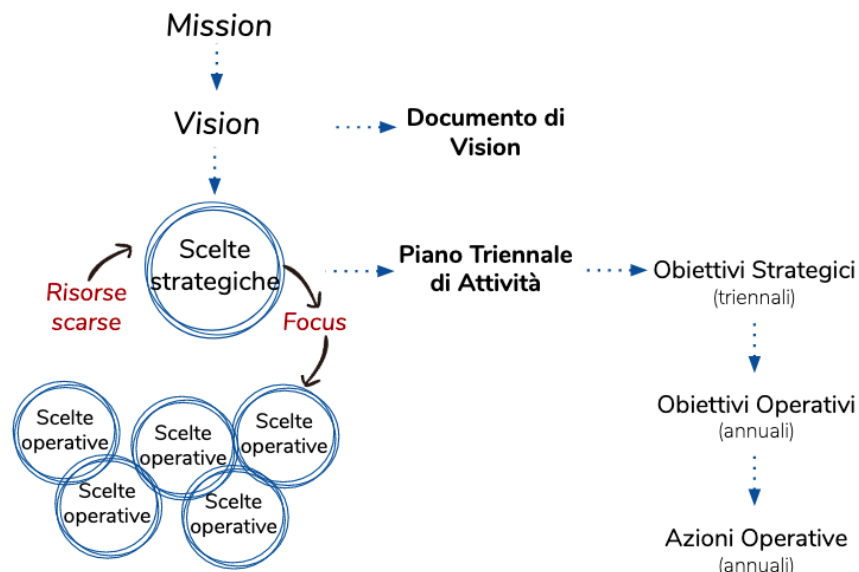 Mission
Vision
Documento di
Vision
Scelte
strategiche
Piano Triennale
di Attività
Obiettivi Strategici
(triennali)
Risorse
scarse
Focus
Obiettivi Operativi
(annuali)
Scelte
operative
Scelte
operative
Scelte
operative
Scelte
operative
Scelte
operative
Azioni Operative
(annuali)